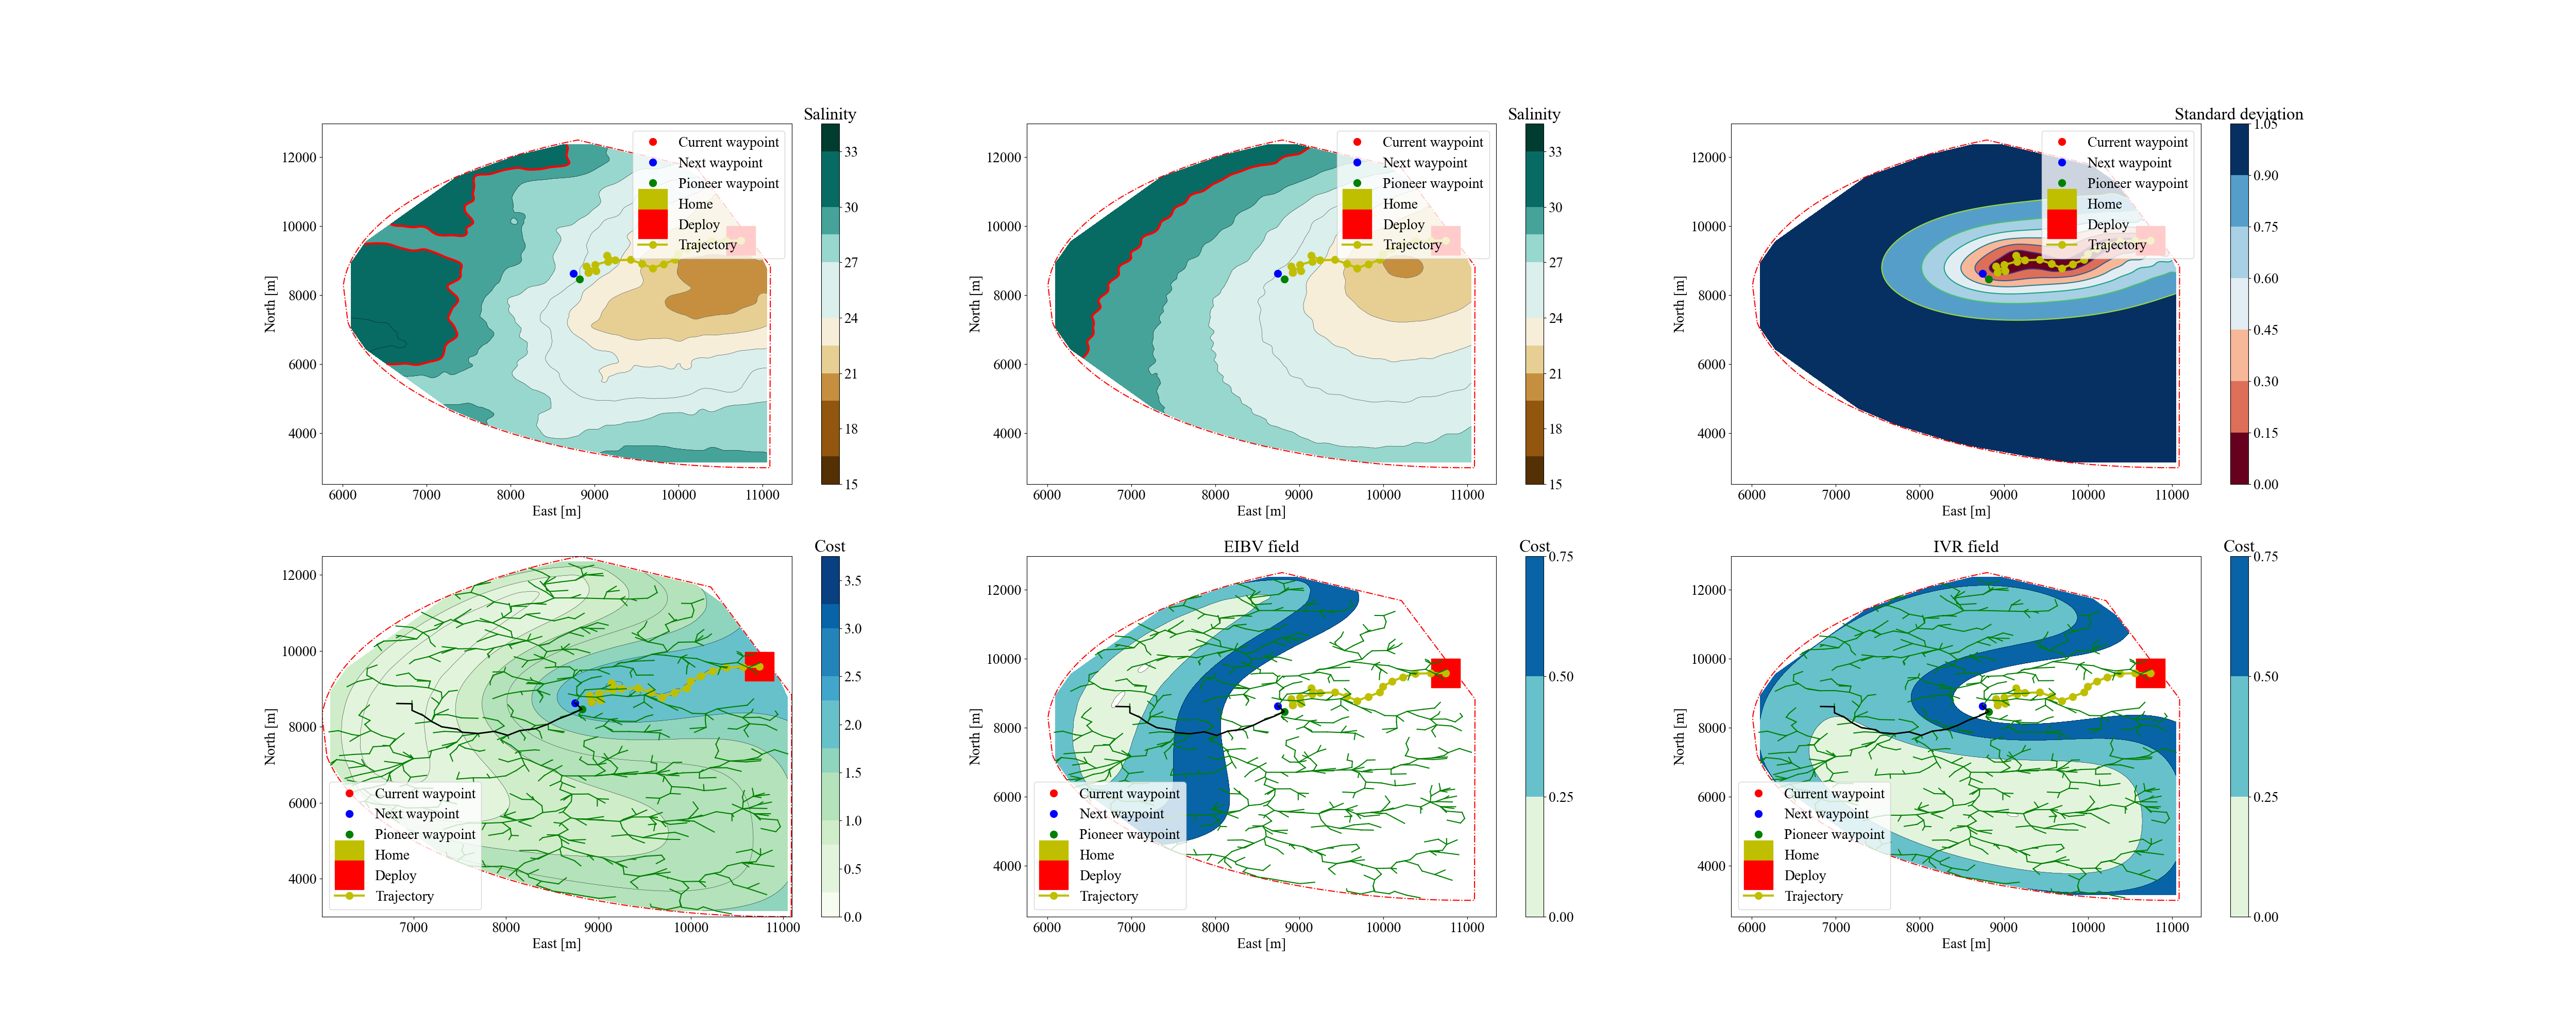 Salinity
Current waypoint
Next waypoint
Pioneer waypoint
Home
Deploy
Trajectory
12000
10000
8000
6000
4000
North [m]
6000 7000 8000 9000 10000 11000
East [m]
33
30
27
24
21
18
15
Salinity
Current waypoint
Next waypoint
Pioneer waypoint
Home
Deploy
Trajectory
12000
10000
8000
6000
4000
North [m]
6000 7000 8000 9000 10000 11000
East [m]
33
30
27
24
21
18
15
Standard deviation
Current waypoint
Next waypoint
Pioneer waypoint
Home
Deploy
Trajectory
12000
10000
8000
6000
4000
North [m]
6000 7000 8000 9000 10000 11000
East [m]
1.05
0.90
0.75
0.60
0.45
0.30
0.15
0.00
Cost
12000
10000
8000
6000
4000
North [m]
Current waypoint
Next waypoint
Pioneer waypoint
Home
Deploy
Trajectory
7000 8000 9000 10000 11000
East [m]
3.5
3.0
2.5
2.0
1.5
1.0
0.5
0.0
EIBV field
Cost
12000
10000
8000
6000
4000
North [m]
Current waypoint
Next waypoint
Pioneer waypoint
Home
Deploy
Trajectory
6000 7000 8000 9000 10000 11000
East [m]
0.75
0.50
0.25
0.00
IVR field
Cost
12000
10000
8000
6000
4000
North [m]
Current waypoint
Next waypoint
Pioneer waypoint
Home
Deploy
Trajectory
6000 7000 8000 9000 10000 11000
East [m]
0.75
0.50
0.25
0.00